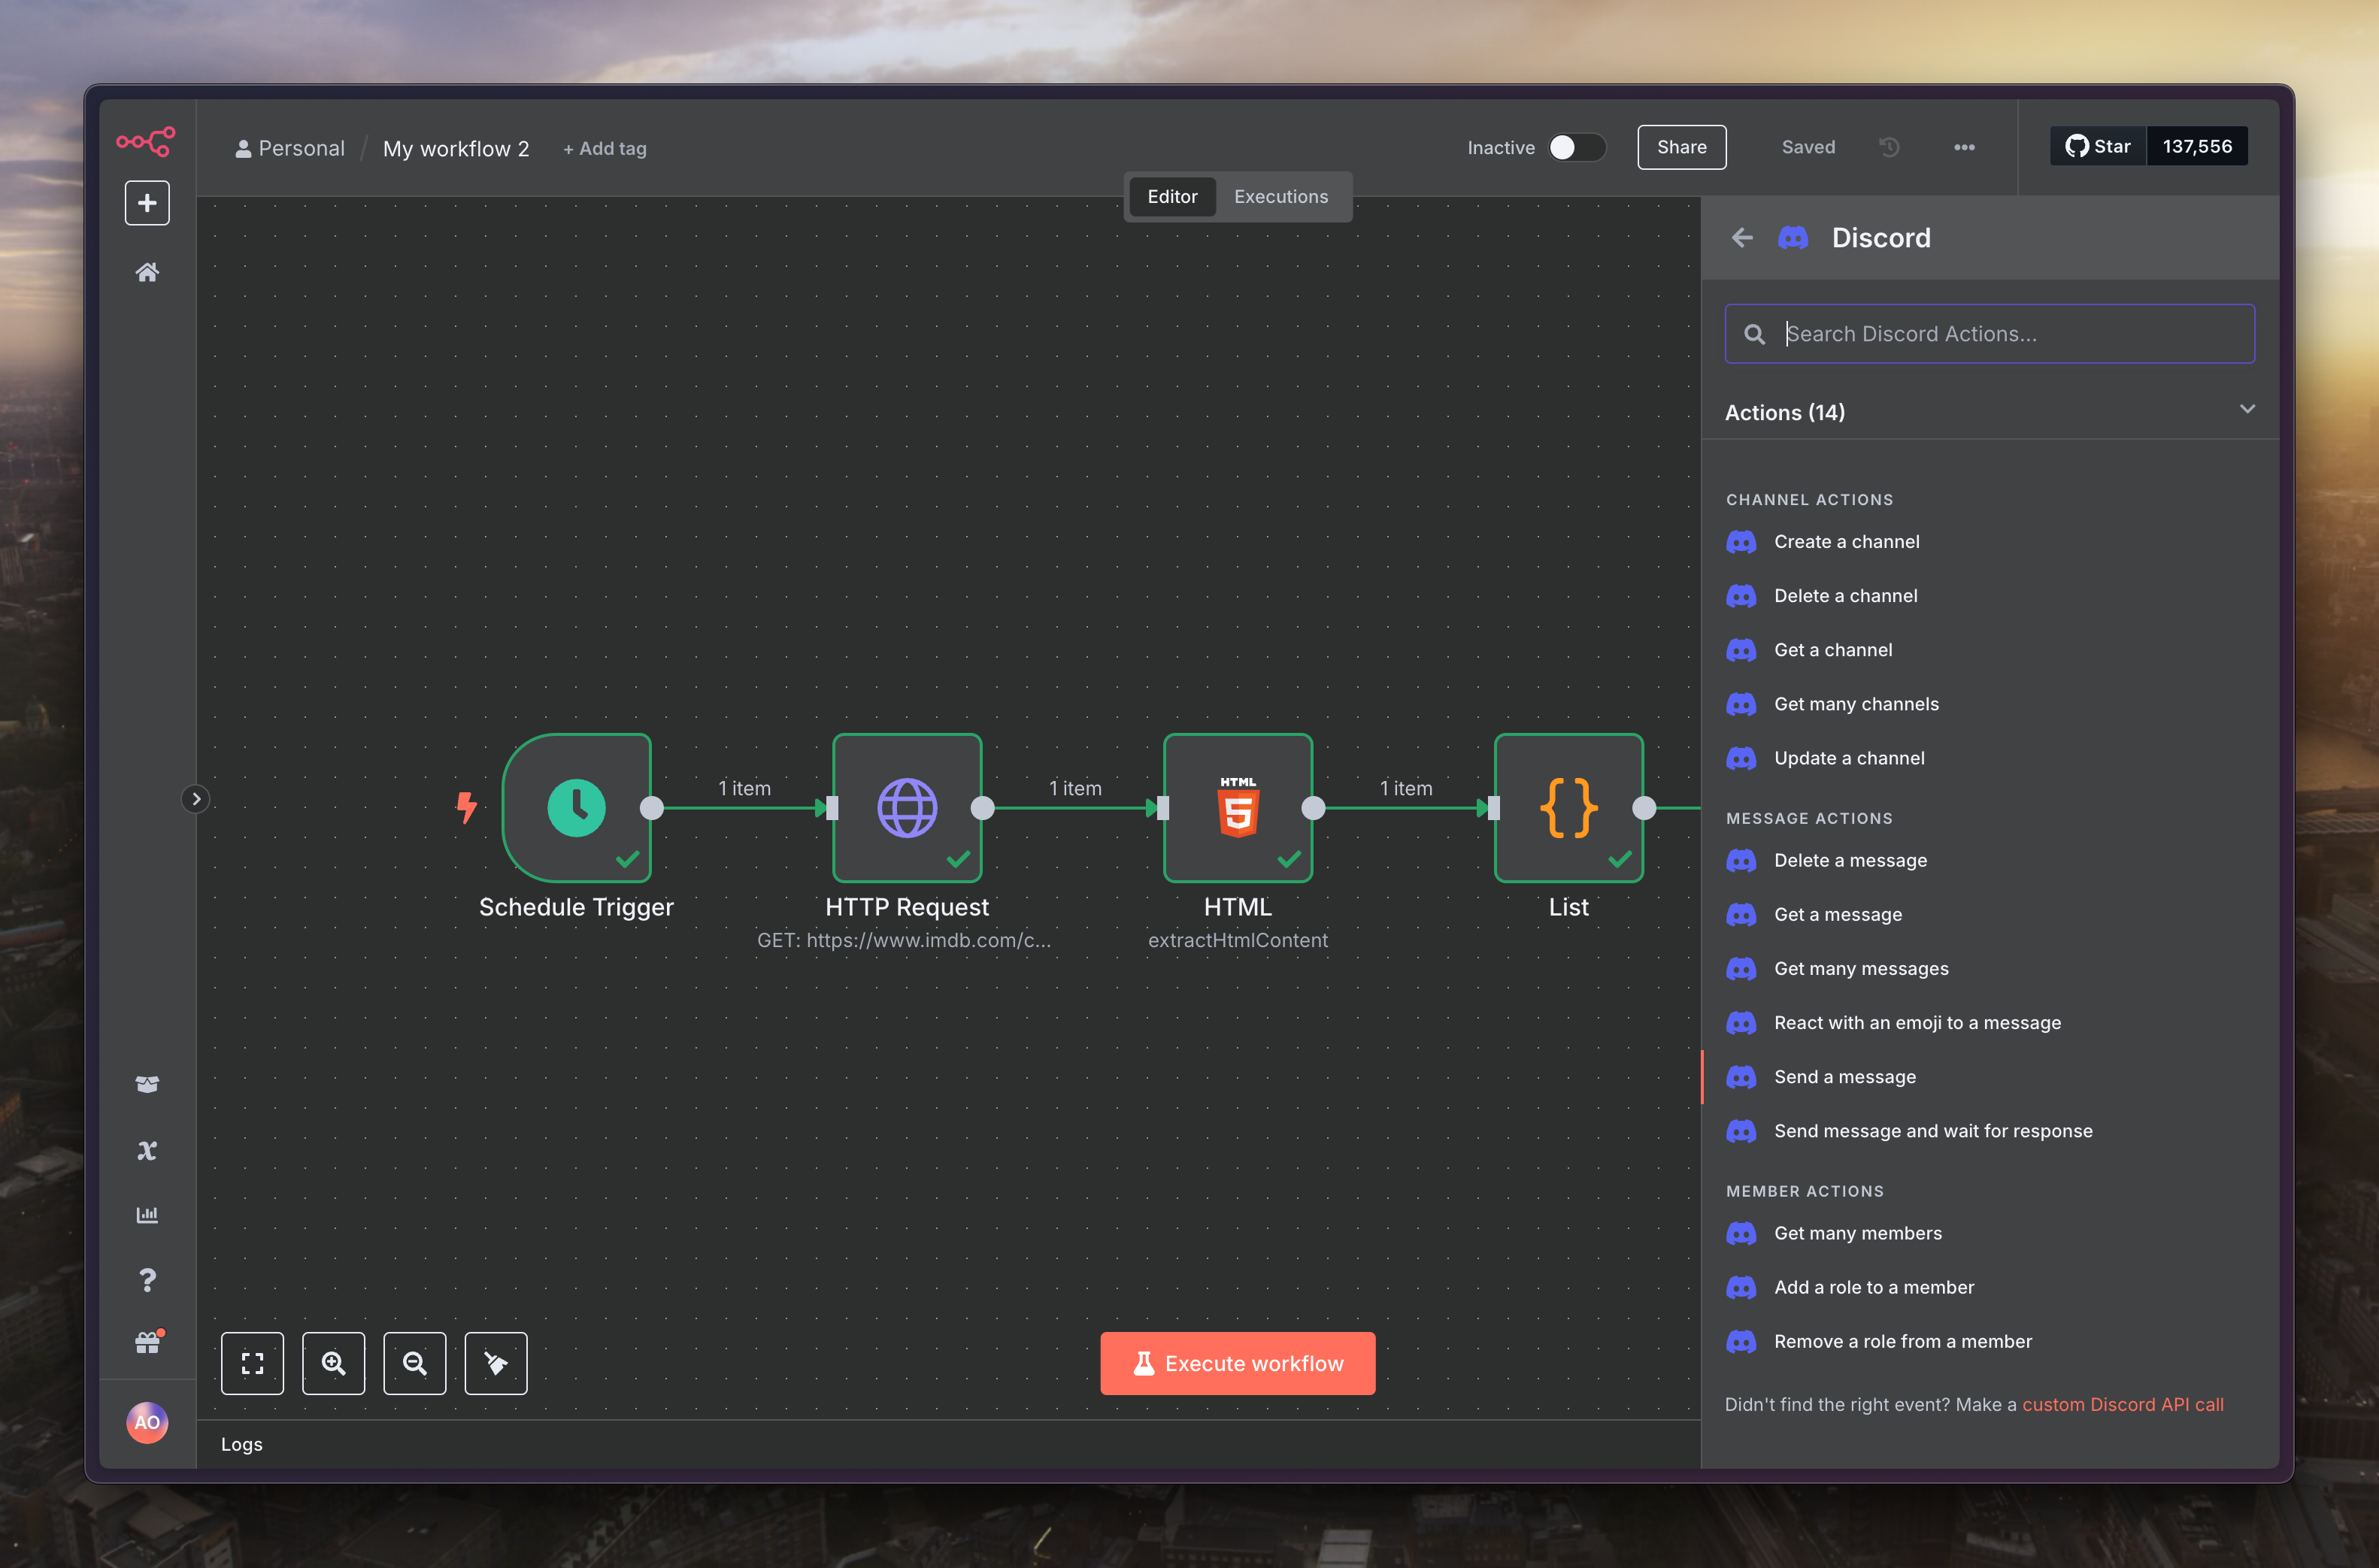 Personal / My workflow 2 + Add tag
Inactive
Share
Saved
Star 137,556
Editor Executions
Discord
Search Discord Actions...
Actions (14)
CHANNEL ACTIONS
Create a channel
Delete a channel
Get a channel
Get many channels
Update a channel
MESSAGE ACTIONS
Delete a message
Get a message
Get many messages
React with an emoji to a message
Send a message
Send message and wait for response
MEMBER ACTIONS
Get many members
Add a role to a member
Remove a role from a member
Didn't find the right event? Make a custom Discord API call
1 item 1 item 1 item
HTML
5
Schedule Trigger HTTP Request HTML List
GET: https://www.imdb.com/c... extractHtmlContent
Execute workflow
AO
Logs